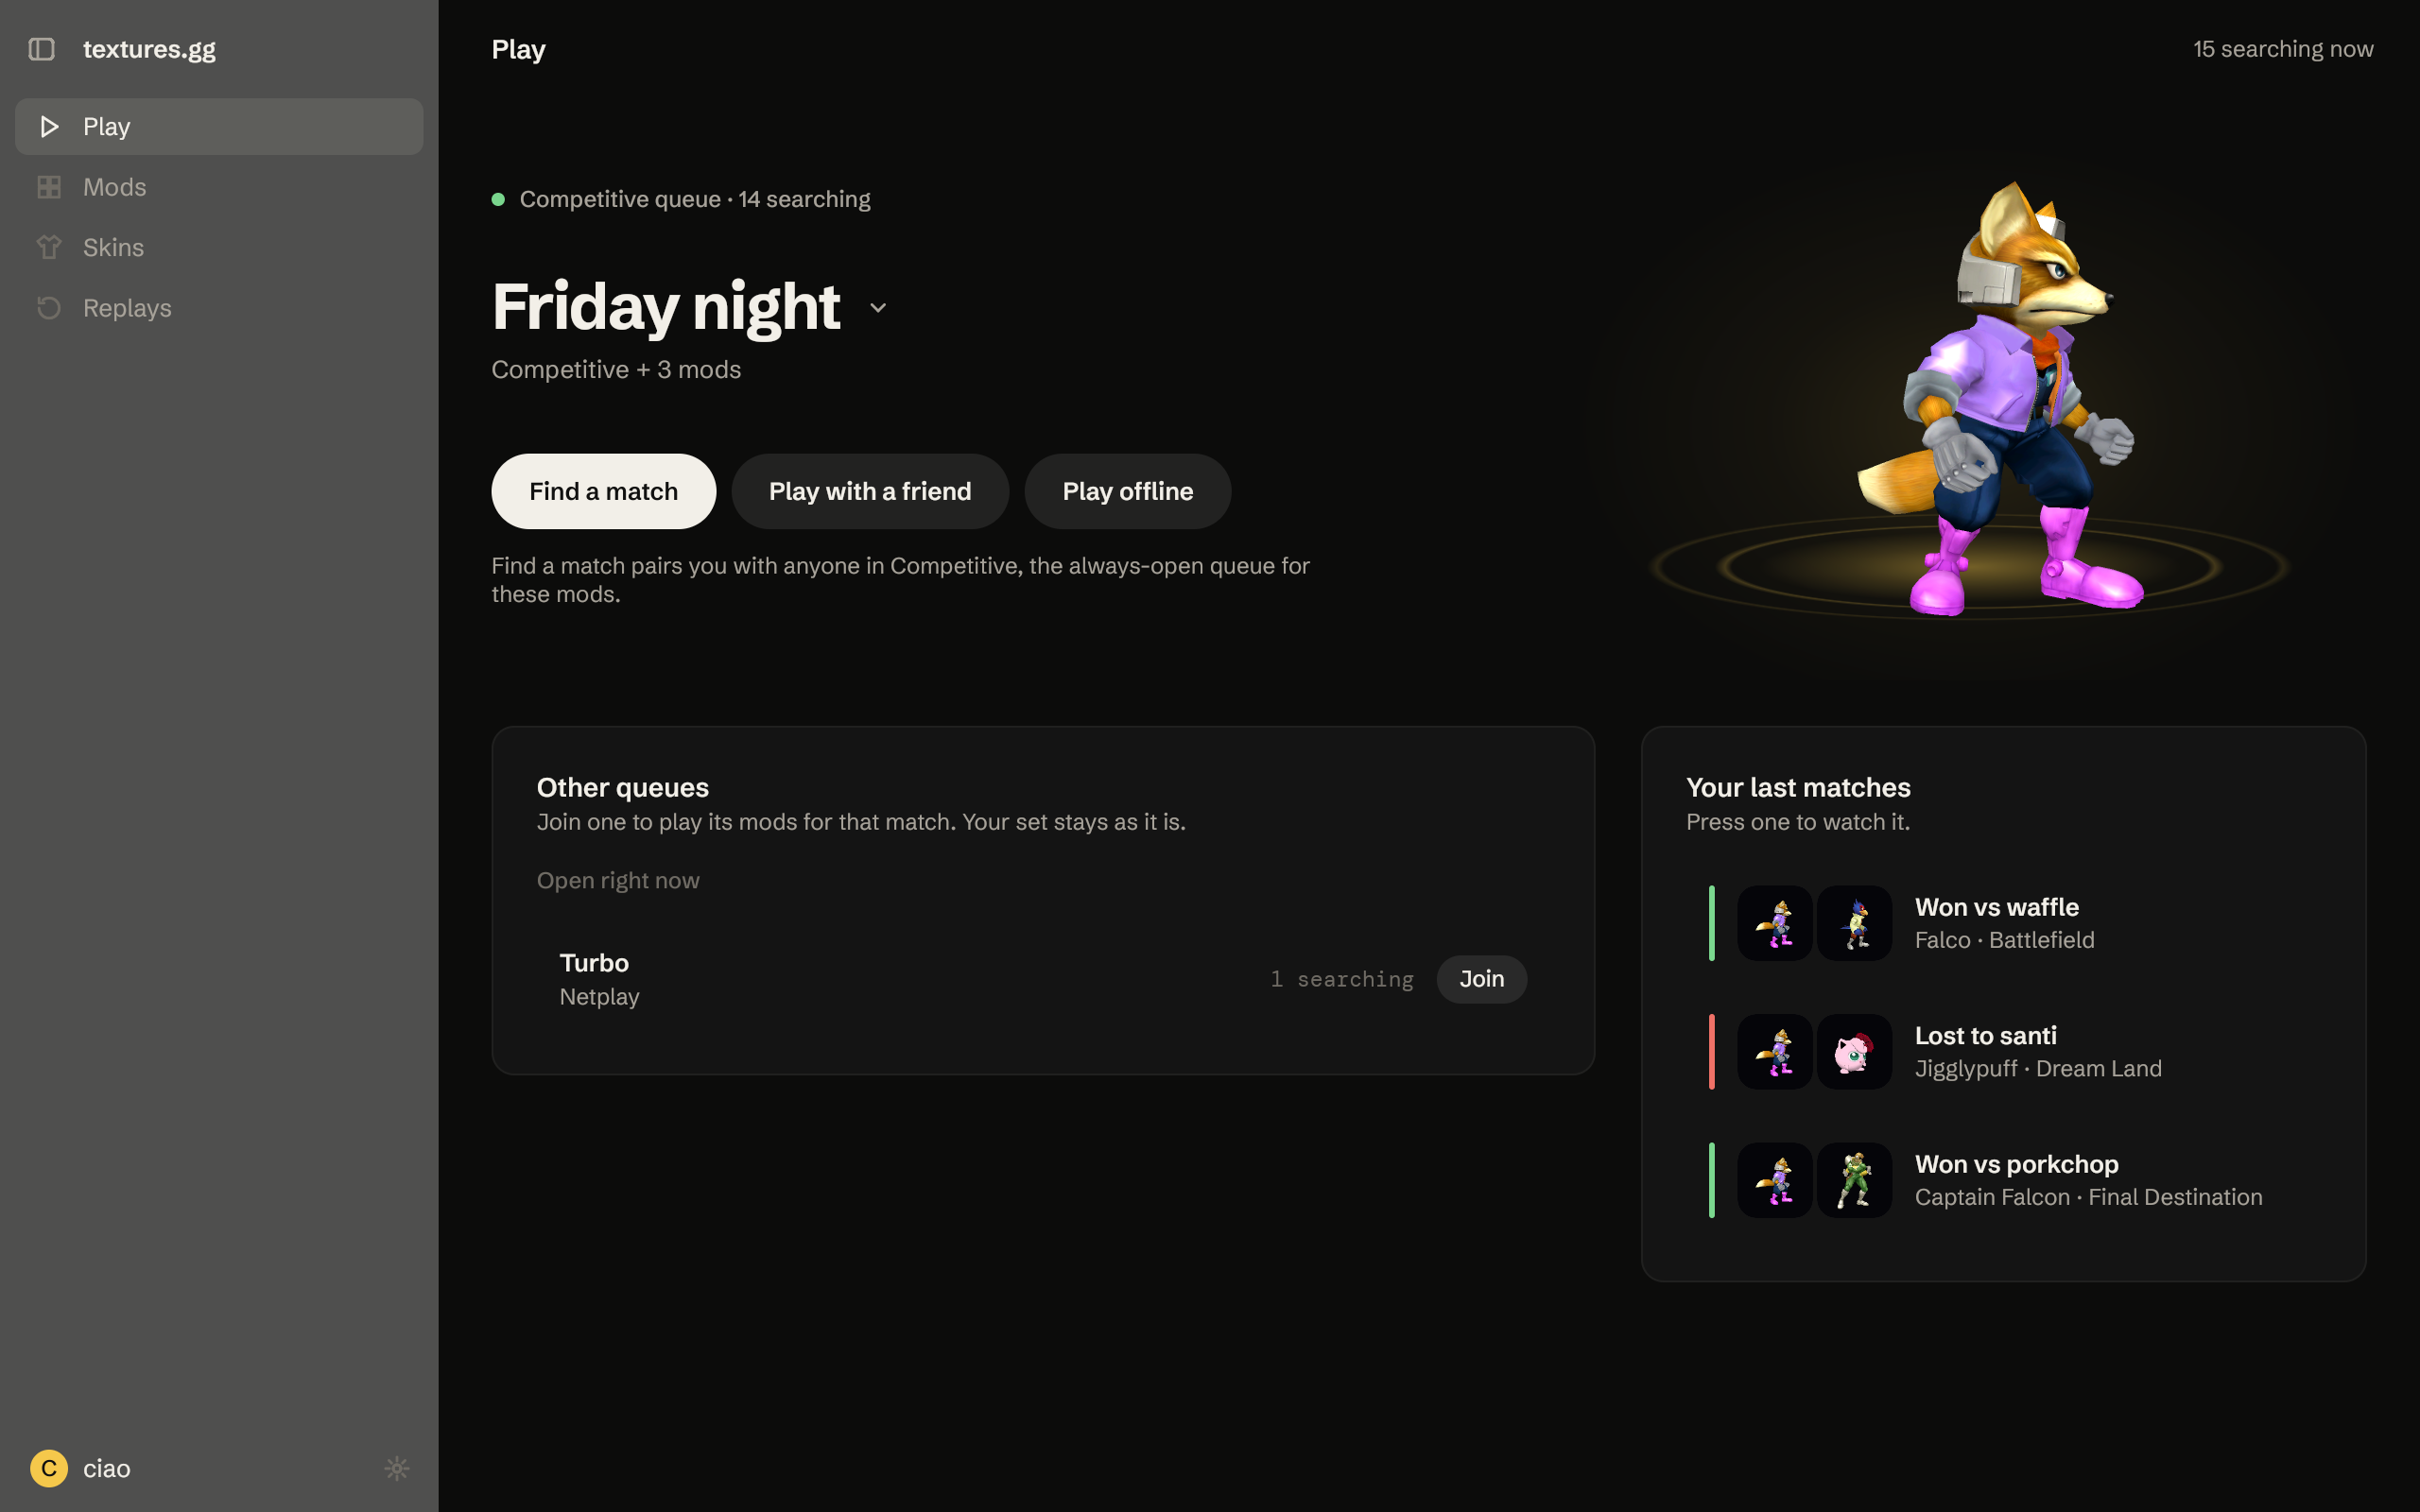 textures.gg
Play
Mods
Skins
Replays
C ciao
Play
15 searching now
Competitive queue · 14 searching
Friday night
Competitive + 3 mods
Find a match
Play with a friend
Play offline
Find a match pairs you with anyone in Competitive, the always-open queue for
these mods.
Other queues
Join one to play its mods for that match. Your set stays as it is.
Open right now
Turbo
Netplay
1 searching
Join
Your last matches
Press one to watch it.
Won vs waffle
Falco · Battlefield
Lost to santi
Jigglypuff · Dream Land
Won vs porkchop
Captain Falcon · Final Destination